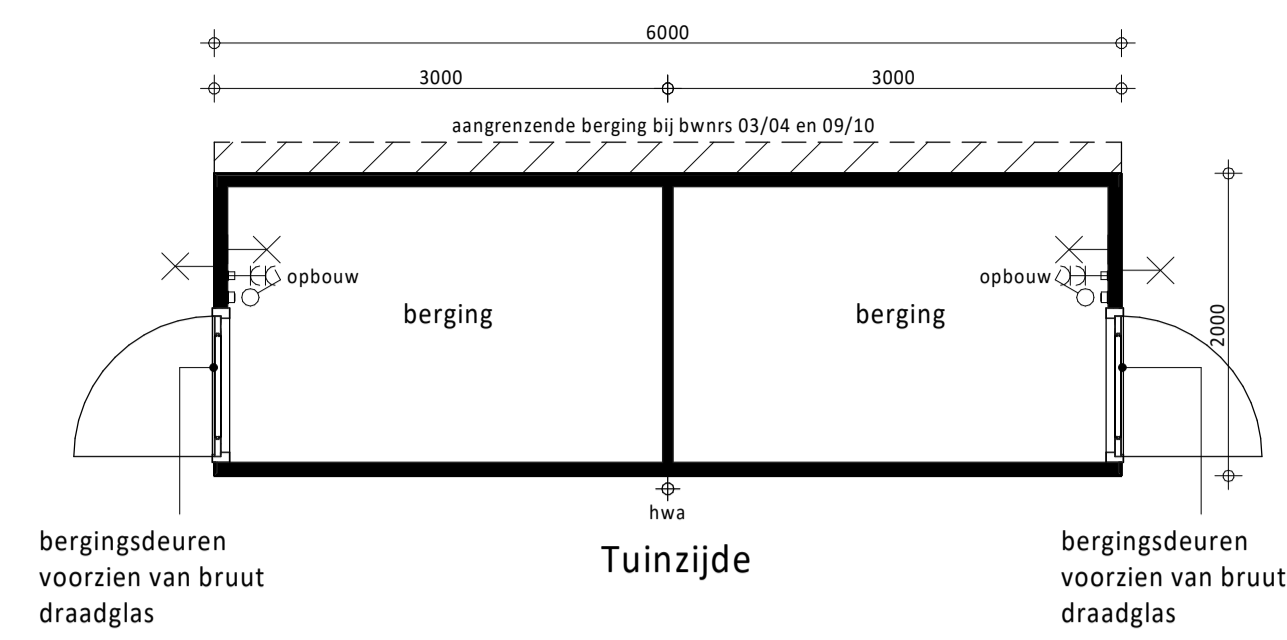 6000
3000
3000
aangrenzende berging bij bwnrs 03/04 en 09/10
opbouw
opbouw
berging
berging
2000
hwa
Tuinzijde
bergingsdeuren
voorzien van bruut
draadglas
bergingsdeuren
voorzien van bruut
draadglas